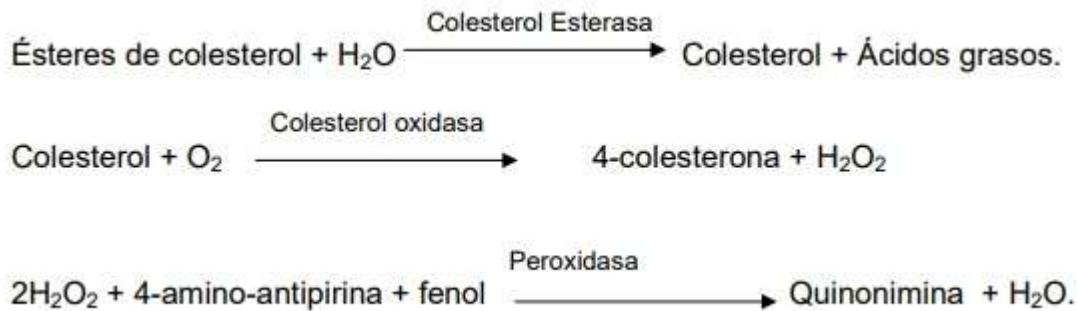 Colesterol Esterasa
Ésteres de colesterol + H₂O Colesterol + Ácidos grasos.
Colesterol oxidasa
Colesterol + O₂ 4-colesterona + H₂O₂
Peroxidasa
2H₂O₂ + 4-amino-antipirina + fenol Quinonimina + H₂O.